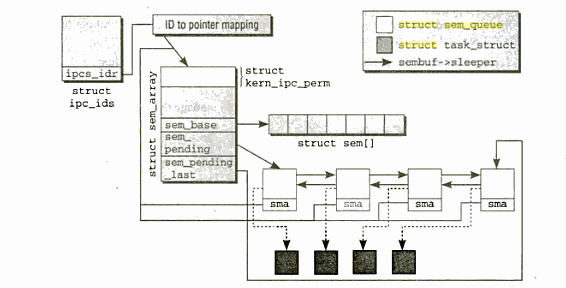 ID to pointer mapping
struct sem_queue
struct task_struct
sembuf->sleeper
ipcs_idr
struct
ipc_ids
struct sem_array
struct
kern_ipc_perm
sem_base
sem_
pending
sem_pending
_last
struct sem[]
sma
sma
sma
sma